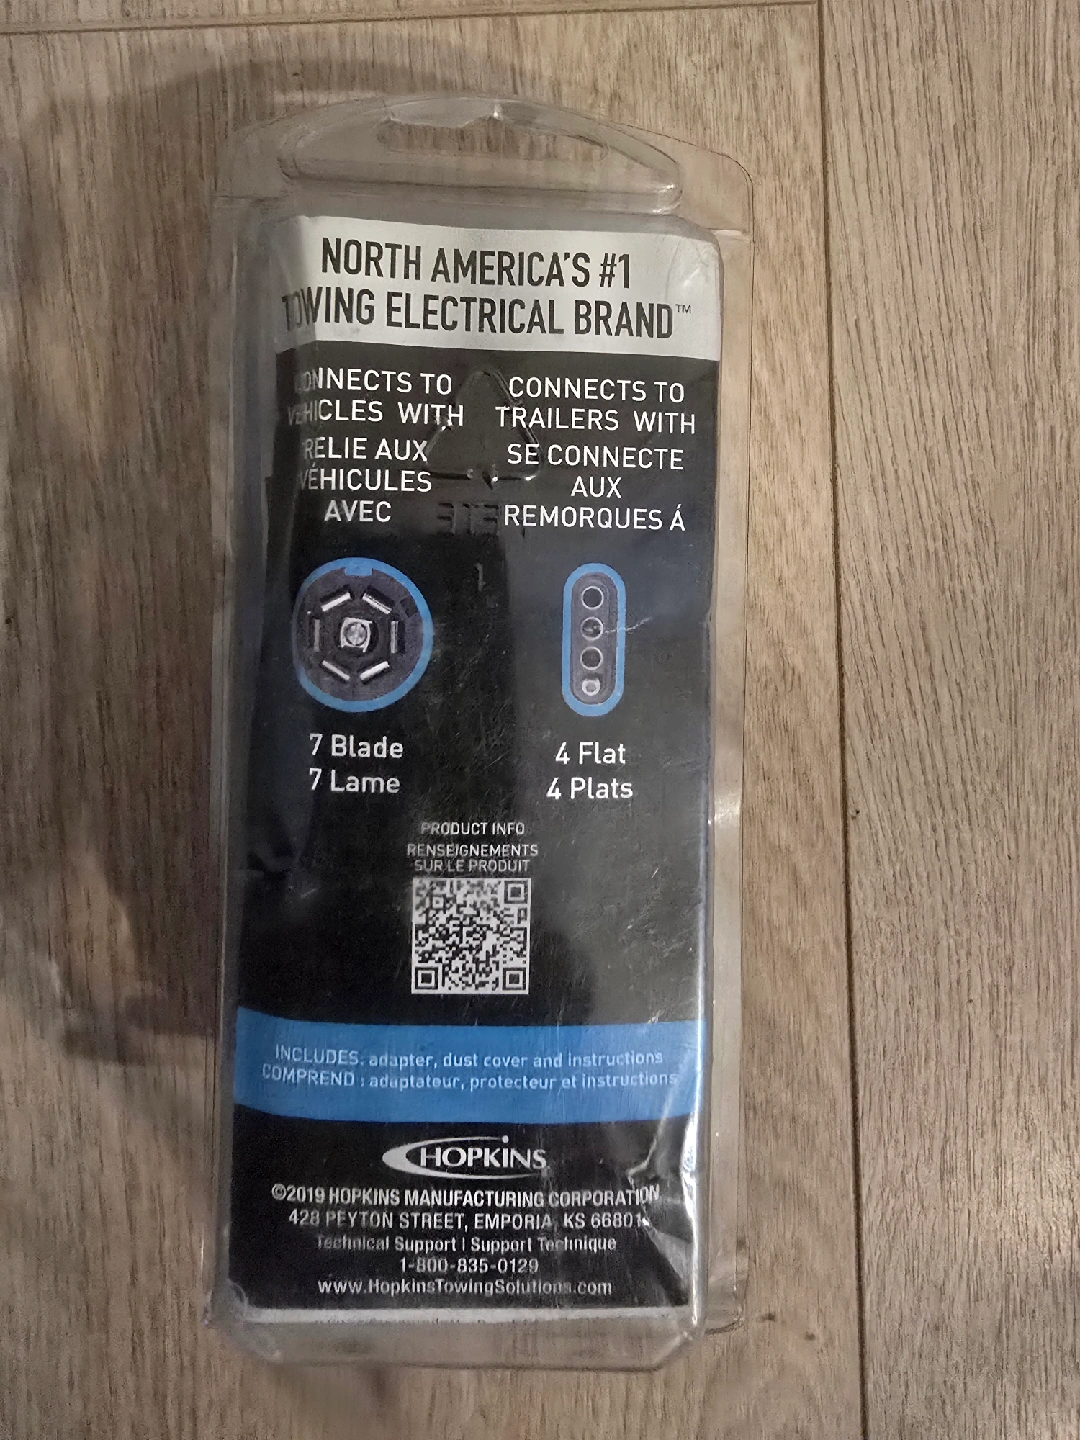 NORTH AMERICA'S #1
TOWING ELECTRICAL BRAND™
CONNECTS TO
VEHICLES WITH
RELIE AUX
VÉHICULES
AVEC
CONNECTS TO
TRAILERS WITH
SE CONNECTE
AUX
REMORQUES Á
7 Blade
7 Lame
4 Flat
4 Plats
PRODUCT INFO
RENSEIGNEMENTS
SUR LE PRODUIT
INCLUDES: adapter, dust cover and instructions
COMPREND : adaptateur, protecteur et instructions
HOPKINS
©2019 HOPKINS MANUFACTURING CORPORATION
428 PEYTON STREET, EMPORIA, KS 66801
Technical Support | Support Technique
1-800-835-0129
www.HopkinsTowingSolutions.com